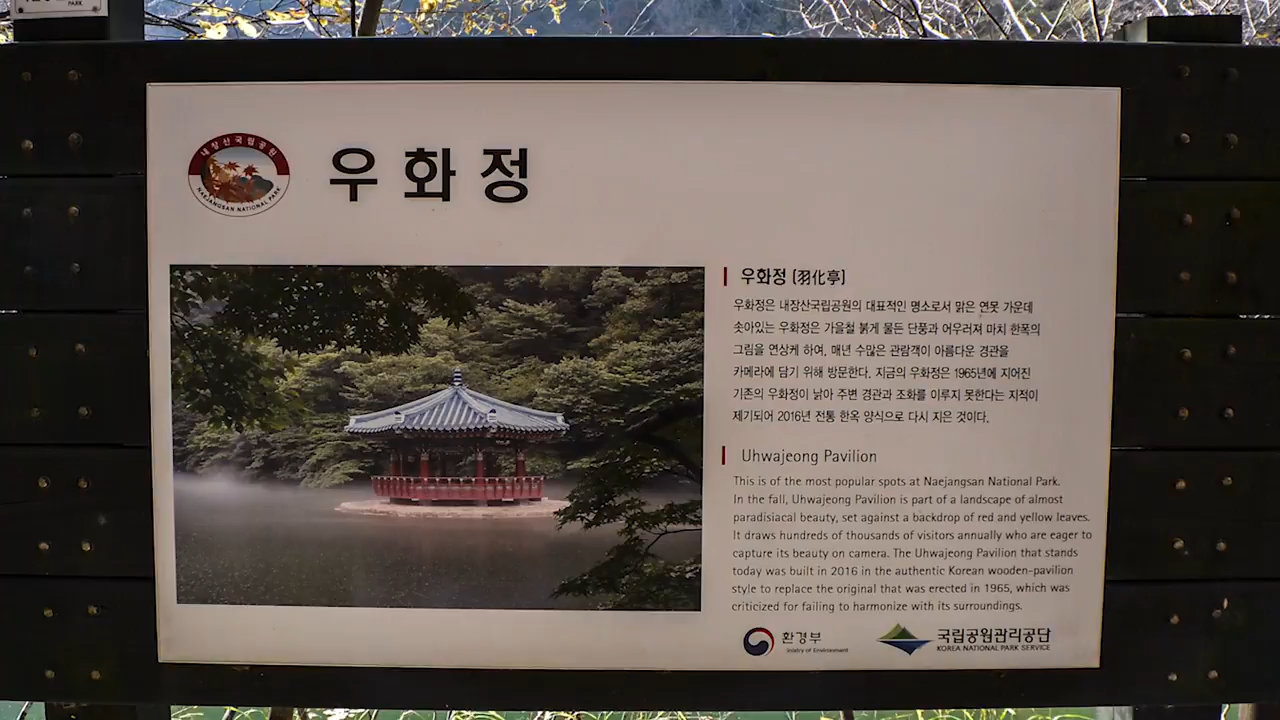 PARK
내장산국립공원
NAEJANGSAN NATIONAL PARK
우화정
우화정 (羽化亭)
우화정은 내장산국립공원의 대표적인 명소로서 맑은 연못 가운데
솟아있는 우화정은 가을철 붉게 물든 단풍과 어우러져 마치 한폭의
그림을 연상케 하여, 매년 수많은 관람객이 아름다운 경관을
카메라에 담기 위해 방문한다. 지금의 우화정은 1965년에 지어진
기존의 우화정이 낡아 주변 경관과 조화를 이루지 못한다는 지적이
제기되어 2016년 전통 한옥 양식으로 다시 지은 것이다.
Uhwajeong Pavilion
This is of the most popular spots at Naejangsan National Park.
In the fall, Uhwajeong Pavilion is part of a landscape of almost
paradisiacal beauty, set against a backdrop of red and yellow leaves.
It draws hundreds of thousands of visitors annually who are eager to
capture its beauty on camera. The Uhwajeong Pavilion that stands
today was built in 2016 in the authentic Korean wooden-pavilion
style to replace the original that was erected in 1965, which was
criticized for failing to harmonize with its surroundings.
환경부
inistry of Environment
국립공원관리공단
KOREA NATIONAL PARK SERVICE